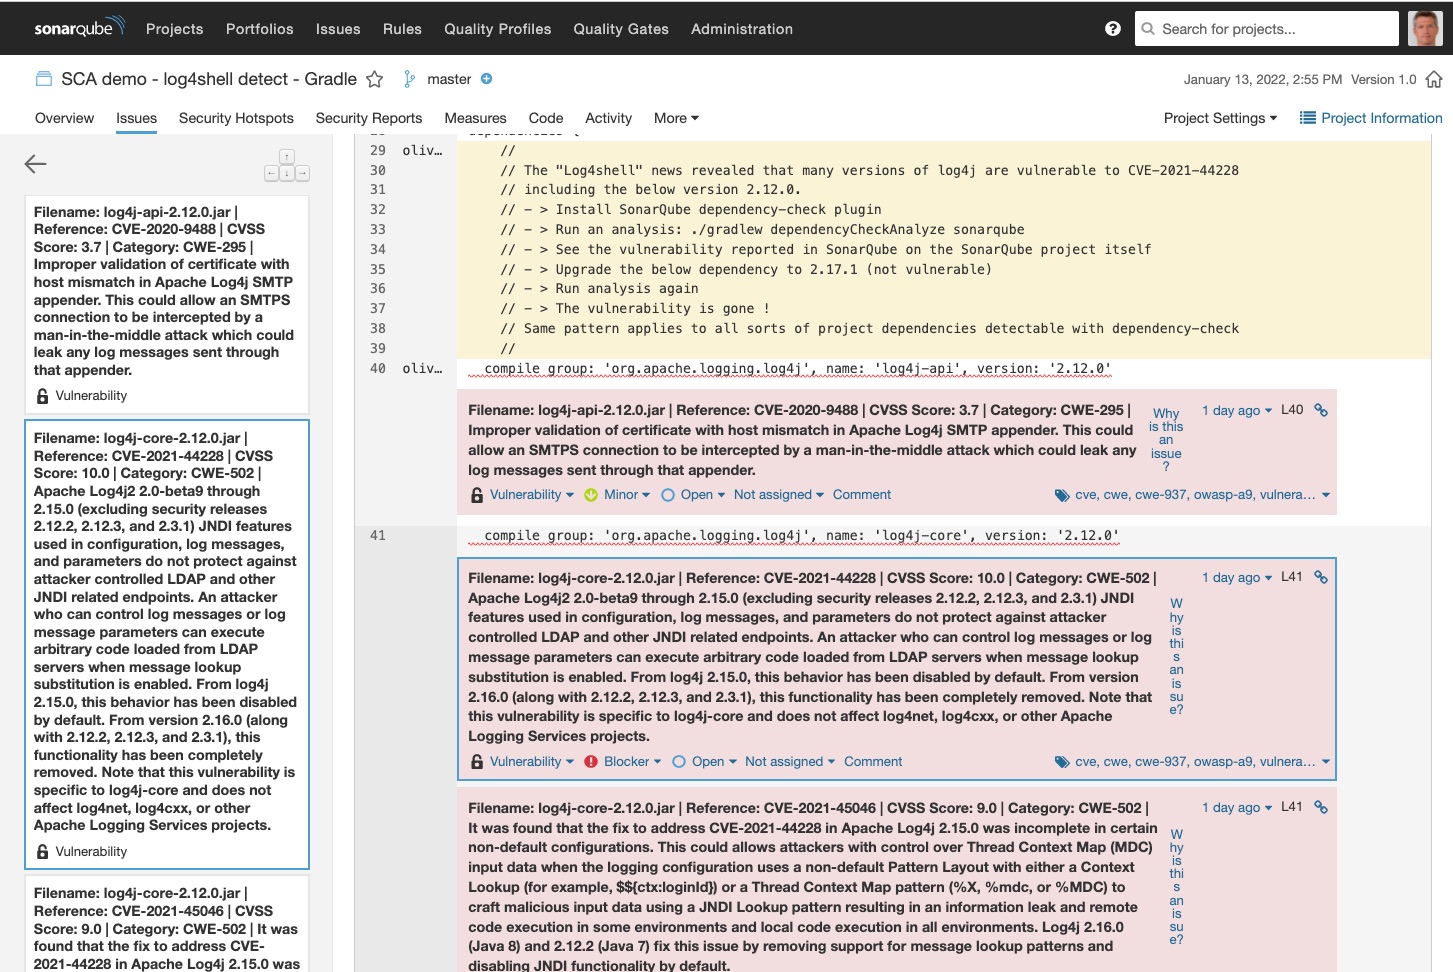 sonarqube Projects Portfolios Issues Rules Quality Profiles Quality Gates Administration ? Search for projects...
SCA demo - log4shell detect - Gradle master January 13, 2022, 2:55 PM Version 1.0
Overview Issues Security Hotspots Security Reports Measures Code Activity More Project Settings Project Information
Filename: log4j-api-2.12.0.jar |
Reference: CVE-2020-9488 | CVSS
Score: 3.7 | Category: CWE-295 |
Improper validation of certificate with
host mismatch in Apache Log4j SMTP
appender. This could allow an SMTPS
connection to be intercepted by a
man-in-the-middle attack which could
leak any log messages sent through
that appender.
Vulnerability
Filename: log4j-core-2.12.0.jar |
Reference: CVE-2021-44228 | CVSS
Score: 10.0 | Category: CWE-502 |
Apache Log4j2 2.0-beta9 through
2.15.0 (excluding security releases
2.12.2, 2.12.3, and 2.3.1) JNDI features
used in configuration, log messages,
and parameters do not protect against
attacker controlled LDAP and other
JNDI related endpoints. An attacker
who can control log messages or log
message parameters can execute
arbitrary code loaded from LDAP
servers when message lookup
substitution is enabled. From log4j
2.15.0, this behavior has been disabled
by default. From version 2.16.0 (along
with 2.12.2, 2.12.3, and 2.3.1), this
functionality has been completely
removed. Note that this vulnerability is
specific to log4j-core and does not
affect log4net, log4cxx, or other
Apache Logging Services projects.
Vulnerability
Filename: log4j-core-2.12.0.jar |
Reference: CVE-2021-45046 | CVSS
Score: 9.0 | Category: CWE-502 | It was
found that the fix to address CVE-
2021-44228 in Apache Log4j 2.15.0 was
28 dependencies {
29 oliv... //
30 // The "Log4shell" news revealed that many versions of log4j are vulnerable to CVE-2021-44228
31 // including the below version 2.12.0.
32 // - > Install SonarQube dependency-check plugin
33 // - > Run an analysis: ./gradlew dependencyCheckAnalyze sonarqube
34 // - > See the vulnerability reported in SonarQube on the SonarQube project itself
35 // - > Upgrade the below dependency to 2.17.1 (not vulnerable)
36 // - > Run analysis again
37 // - > The vulnerability is gone !
38 // Same pattern applies to all sorts of project dependencies detectable with dependency-check
39 //
40 oliv... compile group: 'org.apache.logging.log4j', name: 'log4j-api', version: '2.12.0'
Filename: log4j-api-2.12.0.jar | Reference: CVE-2020-9488 | CVSS Score: 3.7 | Category: CWE-295 |
Improper validation of certificate with host mismatch in Apache Log4j SMTP appender. This could
allow an SMTPS connection to be intercepted by a man-in-the-middle attack which could leak any
log messages sent through that appender.
Why
is this
an
issue
?
1 day ago L40
Vulnerability Minor Open Not assigned Comment cve, cwe, cwe-937, owasp-a9, vulnera...
41 compile group: 'org.apache.logging.log4j', name: 'log4j-core', version: '2.12.0'
Filename: log4j-core-2.12.0.jar | Reference: CVE-2021-44228 | CVSS Score: 10.0 | Category: CWE-502 |
Apache Log4j2 2.0-beta9 through 2.15.0 (excluding security releases 2.12.2, 2.12.3, and 2.3.1) JNDI
features used in configuration, log messages, and parameters do not protect against attacker
controlled LDAP and other JNDI related endpoints. An attacker who can control log messages or log
message parameters can execute arbitrary code loaded from LDAP servers when message lookup
substitution is enabled. From log4j 2.15.0, this behavior has been disabled by default. From version
2.16.0 (along with 2.12.2, 2.12.3, and 2.3.1), this functionality has been completely removed. Note that
this vulnerability is specific to log4j-core and does not affect log4net, log4cxx, or other Apache
Logging Services projects.
W
hy
is
thi
s
an
is
su
e?
1 day ago L41
Vulnerability Blocker Open Not assigned Comment cve, cwe, cwe-937, owasp-a9, vulnera...
Filename: log4j-core-2.12.0.jar | Reference: CVE-2021-45046 | CVSS Score: 9.0 | Category: CWE-502 |
It was found that the fix to address CVE-2021-44228 in Apache Log4j 2.15.0 was incomplete in certain
non-default configurations. This could allows attackers with control over Thread Context Map (MDC)
input data when the logging configuration uses a non-default Pattern Layout with either a Context
Lookup (for example, $${ctx:loginId}) or a Thread Context Map pattern (%X, %mdc, or %MDC) to
craft malicious input data using a JNDI Lookup pattern resulting in an information leak and remote
code execution in some environments and local code execution in all environments. Log4j 2.16.0
(Java 8) and 2.12.2 (Java 7) fix this issue by removing support for message lookup patterns and
disabling JNDI functionality by default.
W
hy
is
thi
s
an
is
su
e?
1 day ago L41